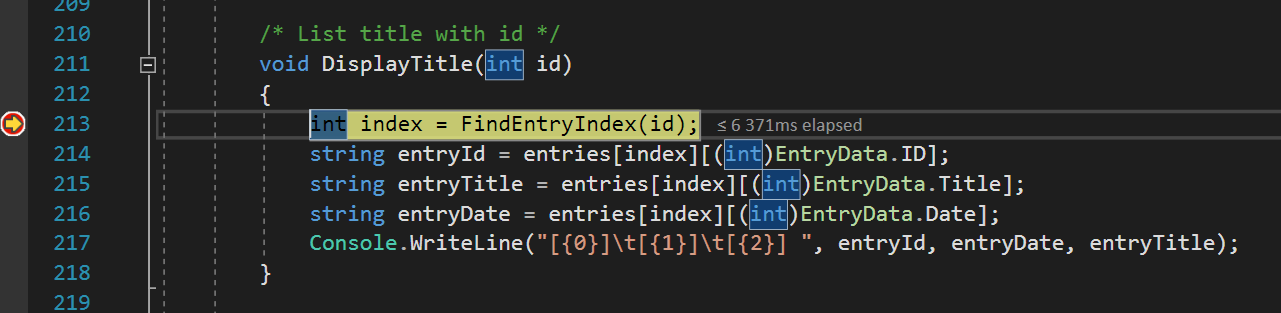 209
210 /* List title with id */
211 void DisplayTitle(int id)
212 {
213 int index = FindEntryIndex(id); ≤ 6 371ms elapsed
214 string entryId = entries[index][(int)EntryData.ID];
215 string entryTitle = entries[index][(int)EntryData.Title];
216 string entryDate = entries[index][(int)EntryData.Date];
217 Console.WriteLine("[{0}]\t[{1}]\t[{2}] ", entryId, entryDate, entryTitle);
218 }
219